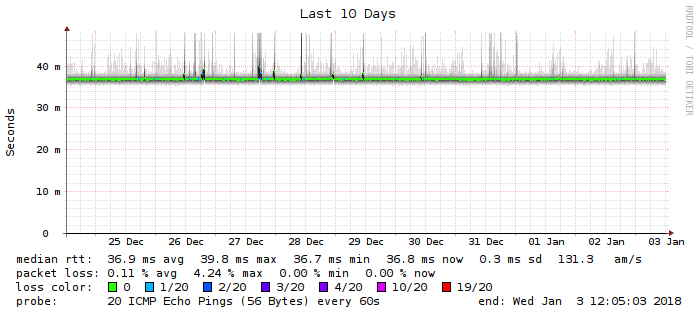 Last 10 Days
RRDTOOL / TOBI OETIKER
Seconds
40 m
30 m
20 m
10 m
0
25 Dec 26 Dec 27 Dec 28 Dec 29 Dec 30 Dec 31 Dec 01 Jan 02 Jan 03 Jan
median rtt: 36.9 ms avg 39.8 ms max 36.7 ms min 36.8 ms now 0.3 ms sd 131.3 am/s
packet loss: 0.11 % avg 4.24 % max 0.00 % min 0.00 % now
loss color: 0 1/20 2/20 3/20 4/20 10/20 19/20
probe: 20 ICMP Echo Pings (56 Bytes) every 60s end: Wed Jan 3 12:05:03 2018